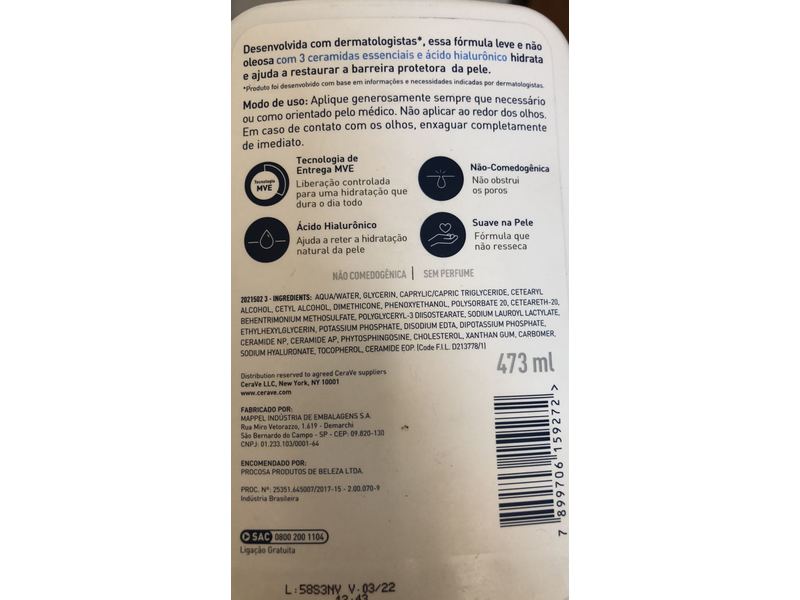 Desenvolvida com dermatologistas*, essa fórmula leve e não
oleosa com 3 ceramidas essenciais e ácido hialurônico hidrata
e ajuda a restaurar a barreira protetora da pele.
*Produto foi desenvolvido com base em informações e necessidades indicadas por dermatologistas.
Modo de uso: Aplique generosamente sempre que necessário
ou como orientado pelo médico. Não aplicar ao redor dos olhos.
Em caso de contato com os olhos, enxaguar completamente
de imediato.
Tecnologia
MVE
Tecnologia de
Entrega MVE
Liberação controlada
para uma hidratação que
dura o dia todo
Não-Comedogênica
Não obstrui
os poros
Ácido Hialurônico
Ajuda a reter a hidratação
natural da pele
Suave na Pele
Fórmula que
não resseca
NÃO COMEDOGÊNICA | SEM PERFUME
2021502 3 - INGREDIENTS: AQUA/WATER, GLYCERIN, CAPRYLIC/CAPRIC TRIGLYCERIDE, CETEARYL
ALCOHOL, CETYL ALCOHOL, DIMETHICONE, PHENOXYETHANOL, POLYSORBATE 20, CETEARETH-20,
BEHENTRIMONIUM METHOSULFATE, POLYGLYCERYL-3 DIISOSTEARATE, SODIUM LAUROYL LACTYLATE,
ETHYLHEXYLGLYCERIN, POTASSIUM PHOSPHATE, DISODIUM EDTA, DIPOTASSIUM PHOSPHATE,
CERAMIDE NP, CERAMIDE AP, PHYTOSPHINGOSINE, CHOLESTEROL, XANTHAN GUM, CARBOMER,
SODIUM HYALURONATE, TOCOPHEROL, CERAMIDE EOP. (Code F.I.L. D213778/1)
473 ml
Distribution reserved to agreed CeraVe suppliers
CeraVe LLC, New York, NY 10001
www.cerave.com
FABRICADO POR:
MAPPEL INDÚSTRIA DE EMBALAGENS S.A.
Rua Miro Vetorazzo, 1.619 - Demarchi
São Bernardo do Campo - SP - CEP: 09.820-130
CNPJ: 01.233.103/0001-64
ENCOMENDADO POR:
PROCOSA PRODUTOS DE BELEZA LTDA.
PROC. Nº: 25351.645007/2017-15 - 2.00.070-9
Indústria Brasileira
SAC 0800 200 1104
Ligação Gratuita
7 899706 159272 >
L:58S3NV V.03/22